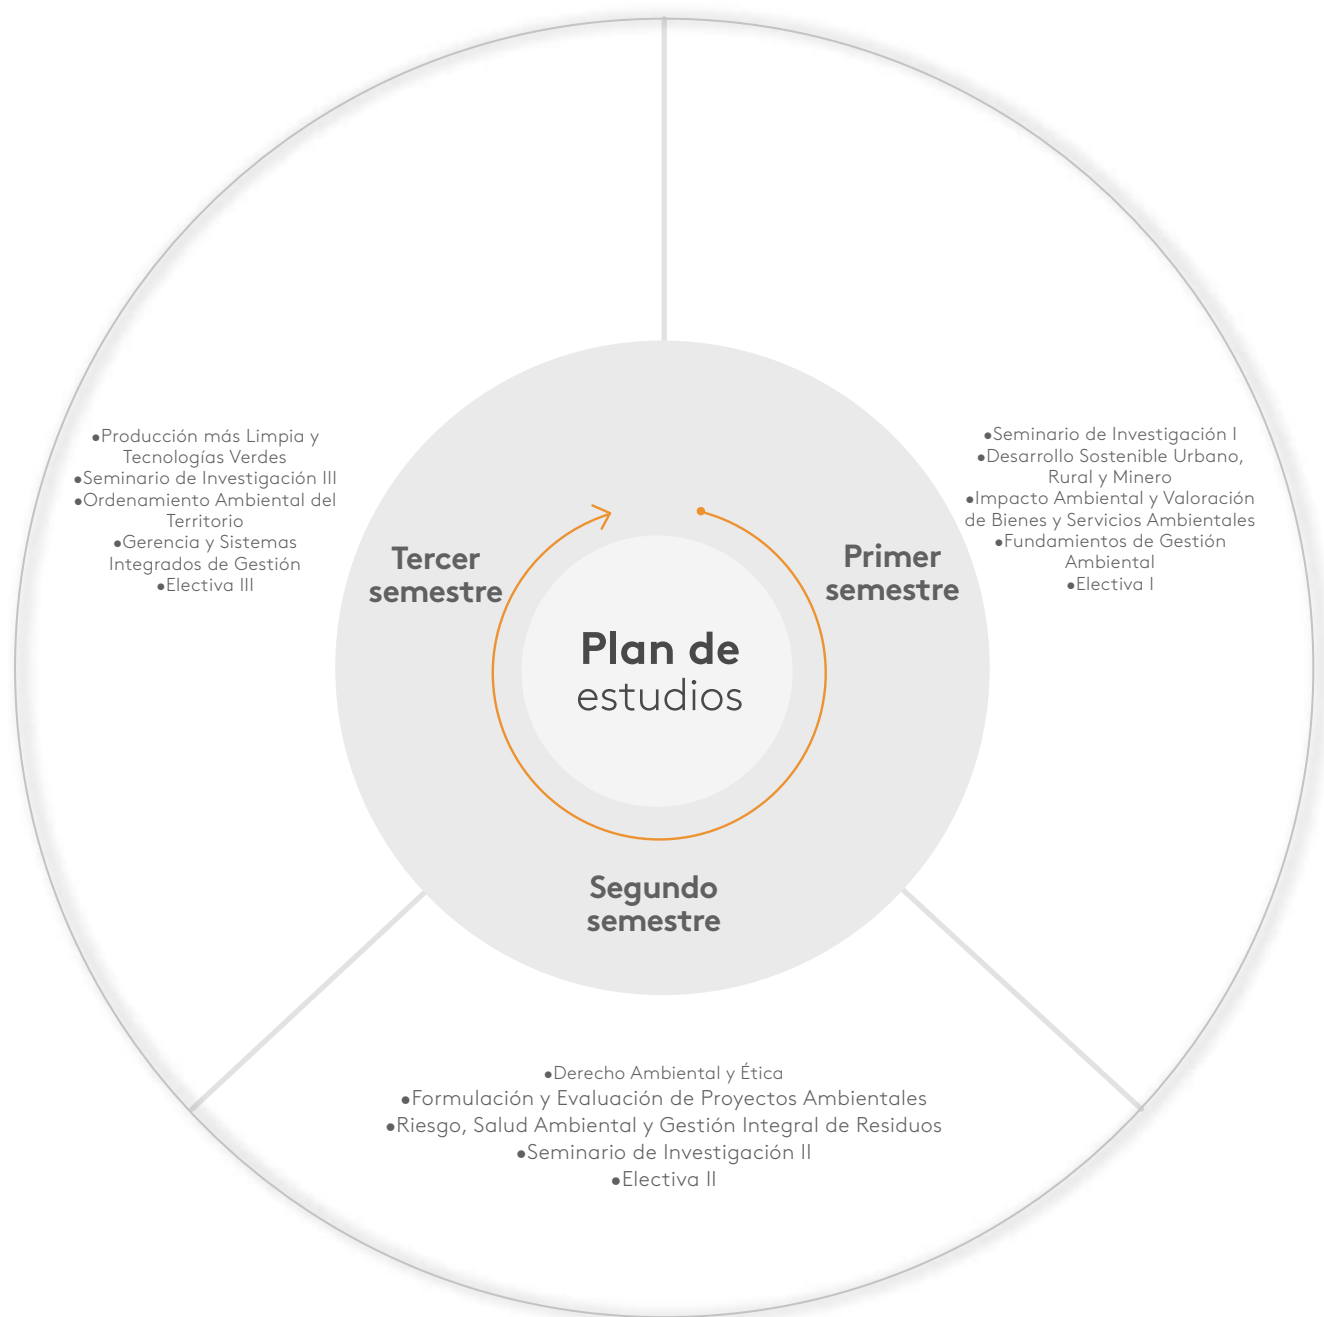 Plan de
estudios
Primer
semestre
•Seminario de Investigación I
•Desarrollo Sostenible Urbano,
Rural y Minero
•Impacto Ambiental y Valoración
de Bienes y Servicios Ambientales
•Fundamientos de Gestión
Ambiental
•Electiva I
Segundo
semestre
•Derecho Ambiental y Ética
•Formulación y Evaluación de Proyectos Ambientales
•Riesgo, Salud Ambiental y Gestión Integral de Residuos
•Seminario de Investigación II
•Electiva II
Tercer
semestre
•Producción más Limpia y
Tecnologías Verdes
•Seminario de Investigación III
•Ordenamiento Ambiental del
Territorio
•Gerencia y Sistemas
Integrados de Gestión
•Electiva III